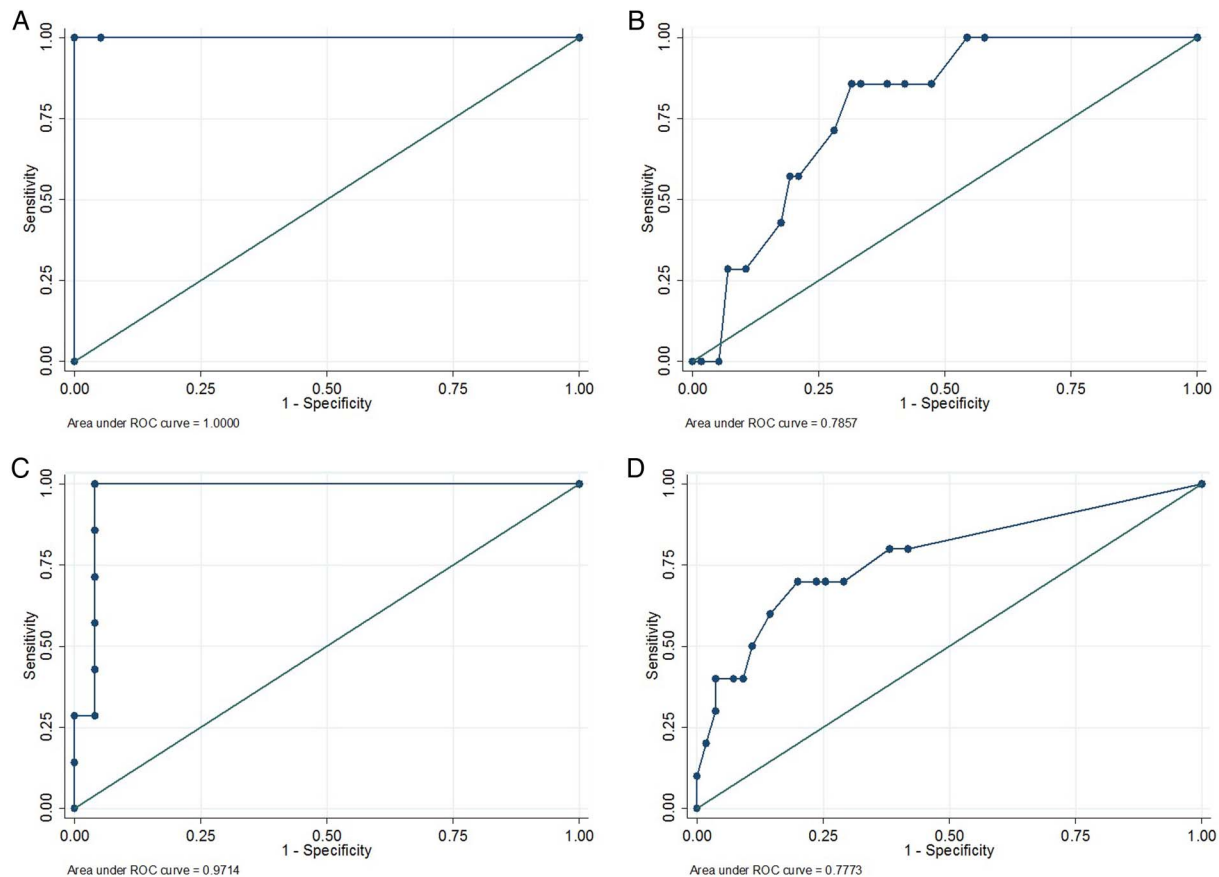 A
1.00
0.75
0.50
0.25
0.00
Sensitivity
0.00 0.25 0.50 0.75 1.00
1 - Specificity
Area under ROC curve = 1.0000
B
1.00
0.75
0.50
0.25
0.00
Sensitivity
0.00 0.25 0.50 0.75 1.00
1 - Specificity
Area under ROC curve = 0.7857
C
1.00
0.75
0.50
0.25
0.00
Sensitivity
0.00 0.25 0.50 0.75 1.00
1 - Specificity
Area under ROC curve = 0.9714
D
1.00
0.75
0.50
0.25
0.00
Sensitivity
0.00 0.25 0.50 0.75 1.00
1 - Specificity
Area under ROC curve = 0.7773